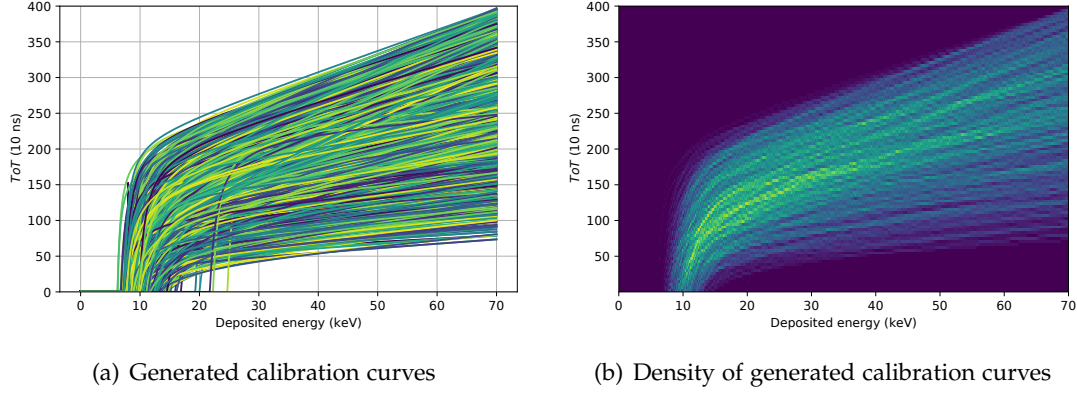 400
350
300
250
200
150
100
50
0
ToT (10 ns)
0 10 20 30 40 50 60 70
Deposited energy (keV)
(a) Generated calibration curves
400
350
300
250
200
150
100
50
ToT (10 ns)
0 10 20 30 40 50 60 70
Deposited energy (keV)
(b) Density of generated calibration curves